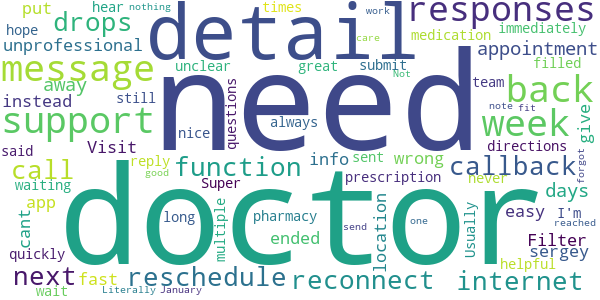 put hear nothing times responses
hope drops detail work medication immediately
unprofessional unclear great care submit appointment
message need Not filled
away team back
instead still questions note fit
support nice always week give
said Visit directions
call reply function info sent wrong callback
waiting good Super prescription never days
app doctor forgot
cant long multiple pharmacy location one Usually easy I'm
reached
quickly ended send Filter sergey
next fast reschedule reconnect helpful internet
wait Literally January